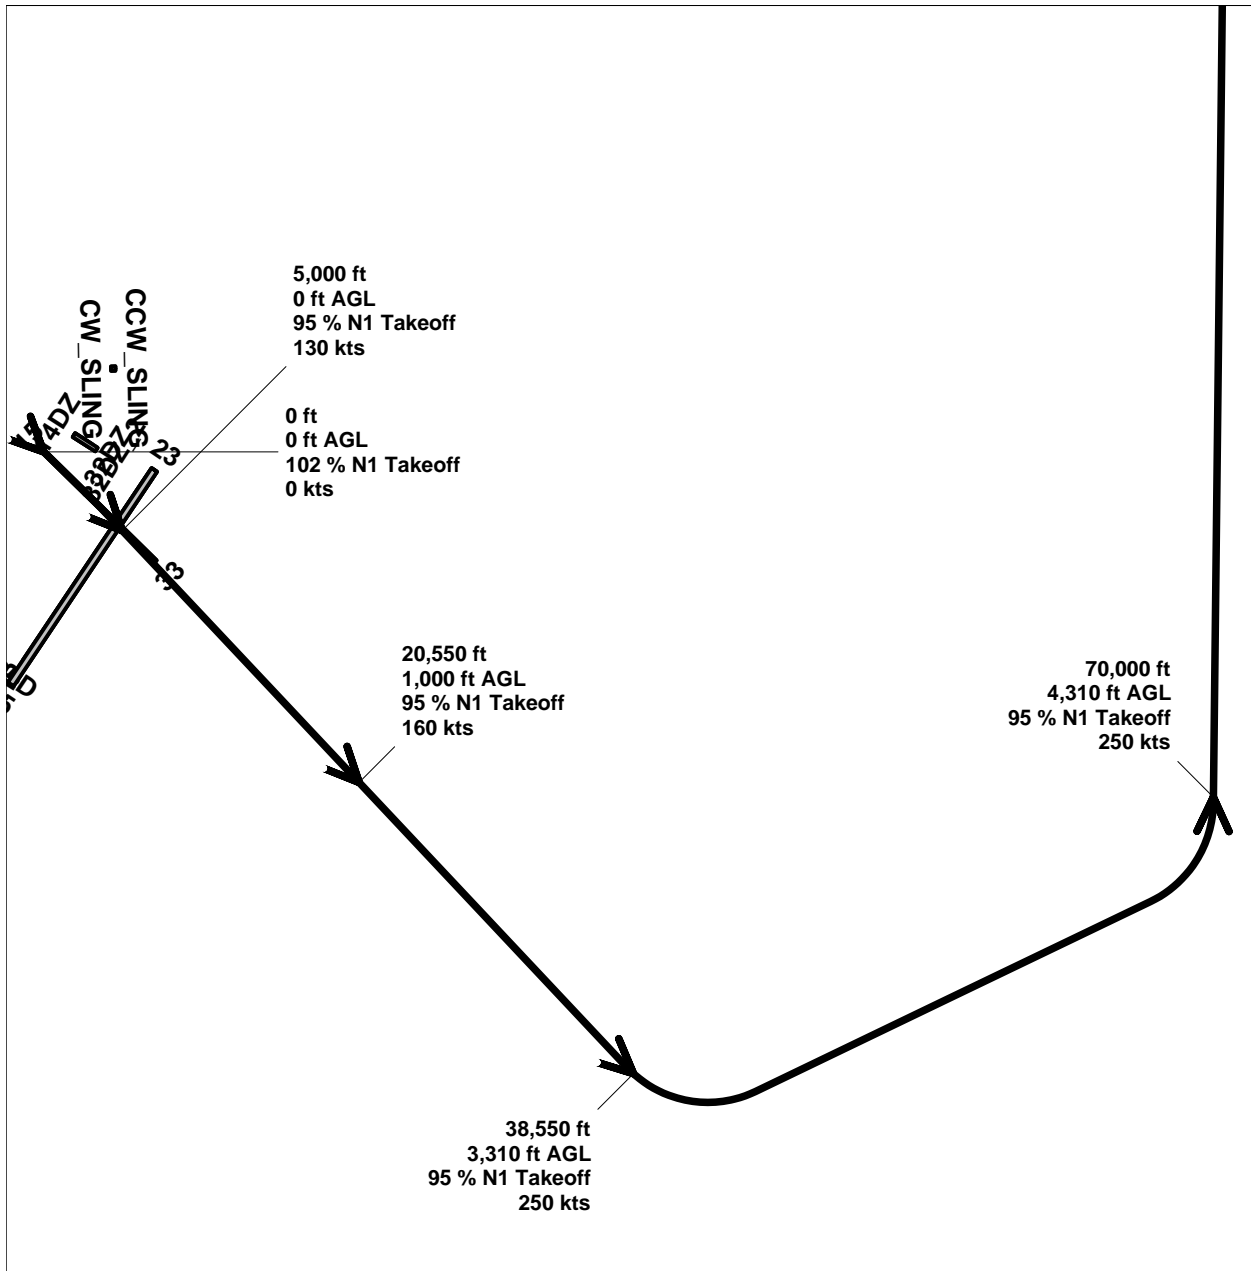 5,000 ft
0 ft AGL
95 % N1 Takeoff
130 kts
CW_SLING
CCW_SLING
0 ft
0 ft AGL
102 % N1 Takeoff
0 kts
23
33
20,550 ft
1,000 ft AGL
95 % N1 Takeoff
160 kts
70,000 ft
4,310 ft AGL
95 % N1 Takeoff
250 kts
38,550 ft
3,310 ft AGL
95 % N1 Takeoff
250 kts